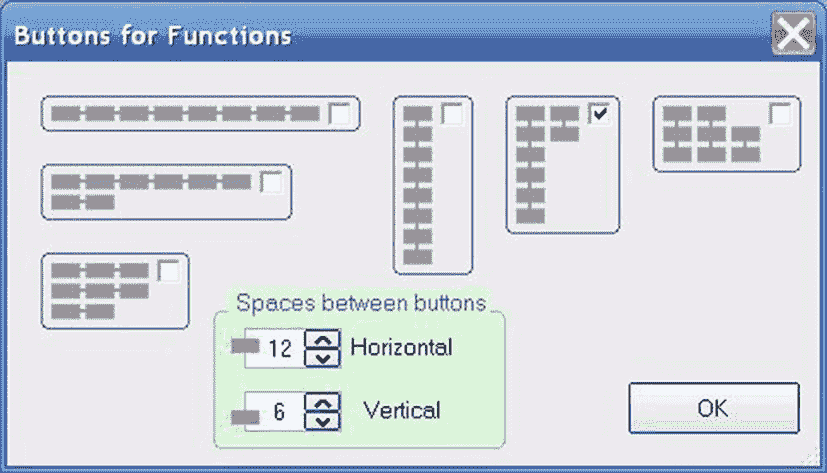 Buttons for Functions
Spaces between buttons
12 Horizontal
6 Vertical
OK